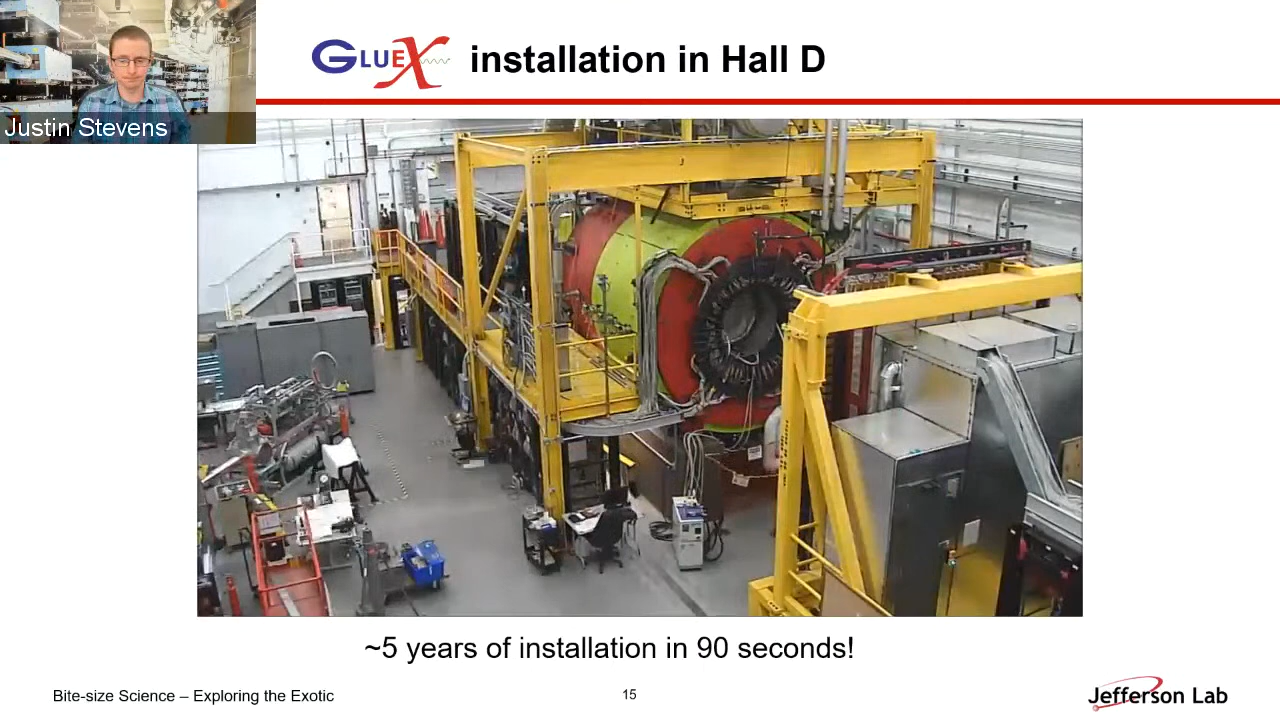 Justin Stevens
GLUEX installation in Hall D
~5 years of installation in 90 seconds!
Bite-size Science – Exploring the Exotic
15
Jefferson Lab